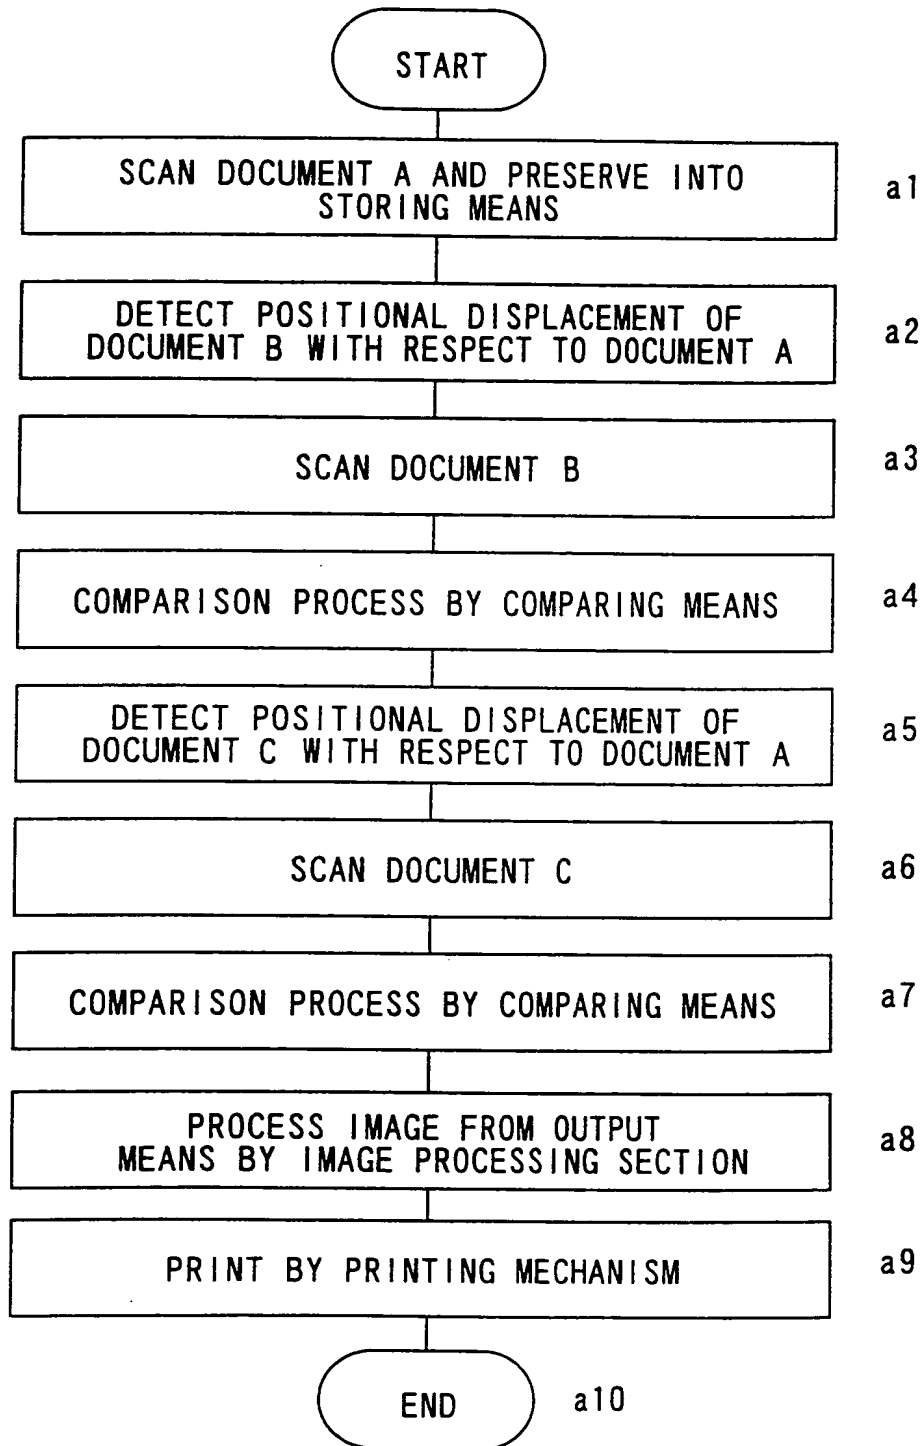 START
SCAN DOCUMENT A AND PRESERVE INTO
STORING MEANS
a1
DETECT POSITIONAL DISPLACEMENT OF
DOCUMENT B WITH RESPECT TO DOCUMENT A
a2
SCAN DOCUMENT B
a3
COMPARISON PROCESS BY COMPARING MEANS
a4
DETECT POSITIONAL DISPLACEMENT OF
DOCUMENT C WITH RESPECT TO DOCUMENT A
a5
SCAN DOCUMENT C
a6
COMPARISON PROCESS BY COMPARING MEANS
a7
PROCESS IMAGE FROM OUTPUT
MEANS BY IMAGE PROCESSING SECTION
a8
PRINT BY PRINTING MECHANISM
a9
END
a10